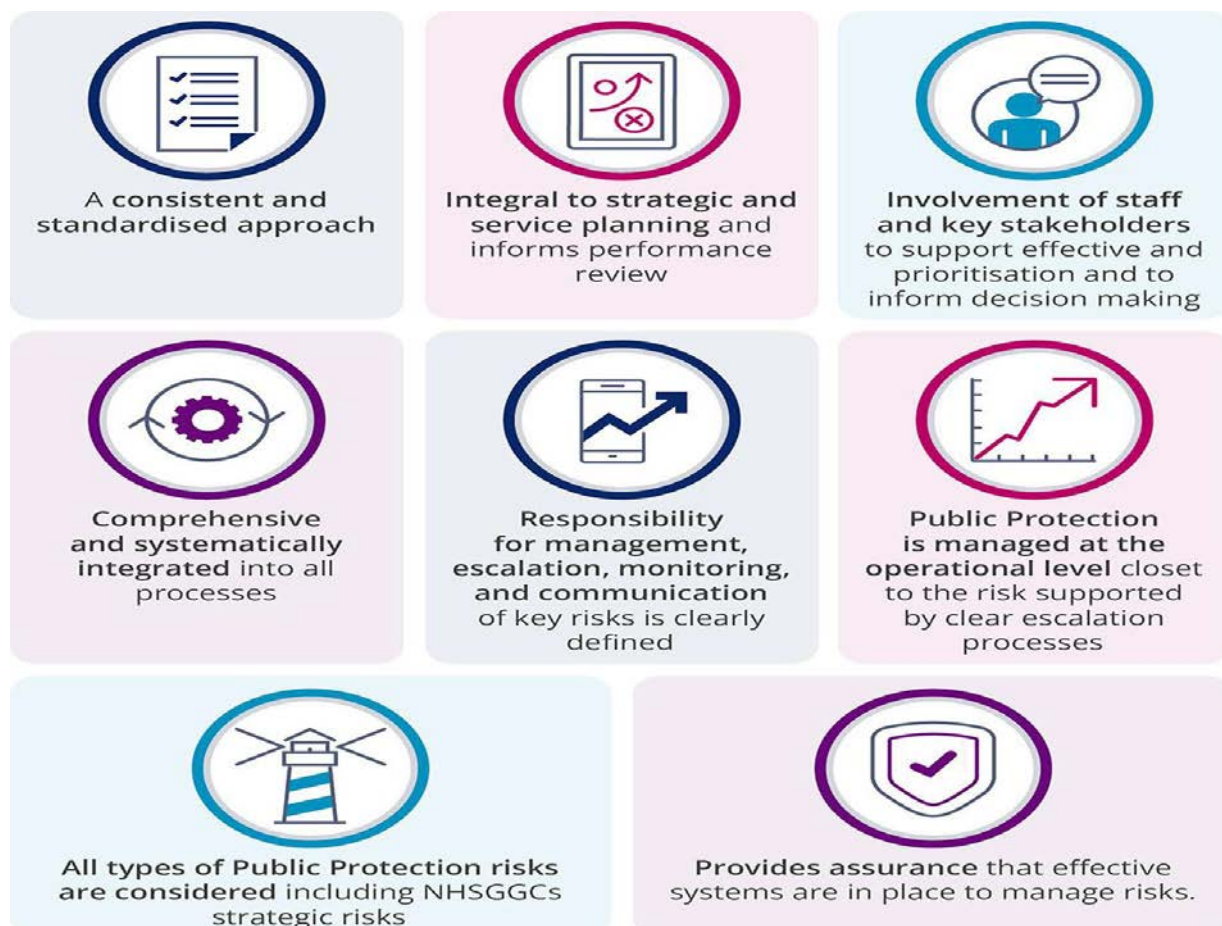 A consistent and
standardised approach
Integral to strategic and
service planning and
informs performance
review
Involvement of staff
and key stakeholders
to support effective and
prioritisation and to
inform decision making
Comprehensive
and systematically
integrated into all
processes
Responsibility
for management,
escalation, monitoring,
and communication
of key risks is clearly
defined
Public Protection
is managed at the
operational level closet
to the risk supported
by clear escalation
processes
All types of Public Protection risks
are considered including NHSGGCs
strategic risks
Provides assurance that effective
systems are in place to manage risks.